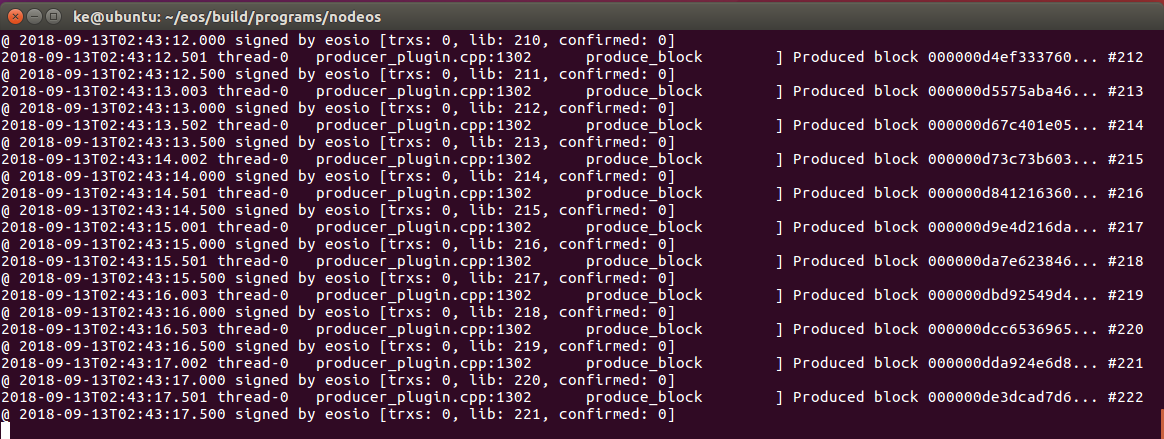 ke@ubuntu: ~/eos/build/programs/nodeos
@ 2018-09-13T02:43:12.000 signed by eosio [trxs: 0, lib: 210, confirmed: 0]
2018-09-13T02:43:12.501 thread-0   producer_plugin.cpp:1302      produce_block        ] Produced block 000000d4ef333760... #212
@ 2018-09-13T02:43:12.500 signed by eosio [trxs: 0, lib: 211, confirmed: 0]
2018-09-13T02:43:13.003 thread-0   producer_plugin.cpp:1302      produce_block        ] Produced block 000000d5575aba46... #213
@ 2018-09-13T02:43:13.000 signed by eosio [trxs: 0, lib: 212, confirmed: 0]
2018-09-13T02:43:13.502 thread-0   producer_plugin.cpp:1302      produce_block        ] Produced block 000000d67c401e05... #214
@ 2018-09-13T02:43:13.500 signed by eosio [trxs: 0, lib: 213, confirmed: 0]
2018-09-13T02:43:14.002 thread-0   producer_plugin.cpp:1302      produce_block        ] Produced block 000000d73c73b603... #215
@ 2018-09-13T02:43:14.000 signed by eosio [trxs: 0, lib: 214, confirmed: 0]
2018-09-13T02:43:14.501 thread-0   producer_plugin.cpp:1302      produce_block        ] Produced block 000000d841216360... #216
@ 2018-09-13T02:43:14.500 signed by eosio [trxs: 0, lib: 215, confirmed: 0]
2018-09-13T02:43:15.001 thread-0   producer_plugin.cpp:1302      produce_block        ] Produced block 000000d9e4d216da... #217
@ 2018-09-13T02:43:15.000 signed by eosio [trxs: 0, lib: 216, confirmed: 0]
2018-09-13T02:43:15.501 thread-0   producer_plugin.cpp:1302      produce_block        ] Produced block 000000da7e623846... #218
@ 2018-09-13T02:43:15.500 signed by eosio [trxs: 0, lib: 217, confirmed: 0]
2018-09-13T02:43:16.003 thread-0   producer_plugin.cpp:1302      produce_block        ] Produced block 000000dbd92549d4... #219
@ 2018-09-13T02:43:16.000 signed by eosio [trxs: 0, lib: 218, confirmed: 0]
2018-09-13T02:43:16.503 thread-0   producer_plugin.cpp:1302      produce_block        ] Produced block 000000dcc6536965... #220
@ 2018-09-13T02:43:16.500 signed by eosio [trxs: 0, lib: 219, confirmed: 0]
2018-09-13T02:43:17.002 thread-0   producer_plugin.cpp:1302      produce_block        ] Produced block 000000dda924e6d8... #221
@ 2018-09-13T02:43:17.000 signed by eosio [trxs: 0, lib: 220, confirmed: 0]
2018-09-13T02:43:17.501 thread-0   producer_plugin.cpp:1302      produce_block        ] Produced block 000000de3dcad7d6... #222
@ 2018-09-13T02:43:17.500 signed by eosio [trxs: 0, lib: 221, confirmed: 0]